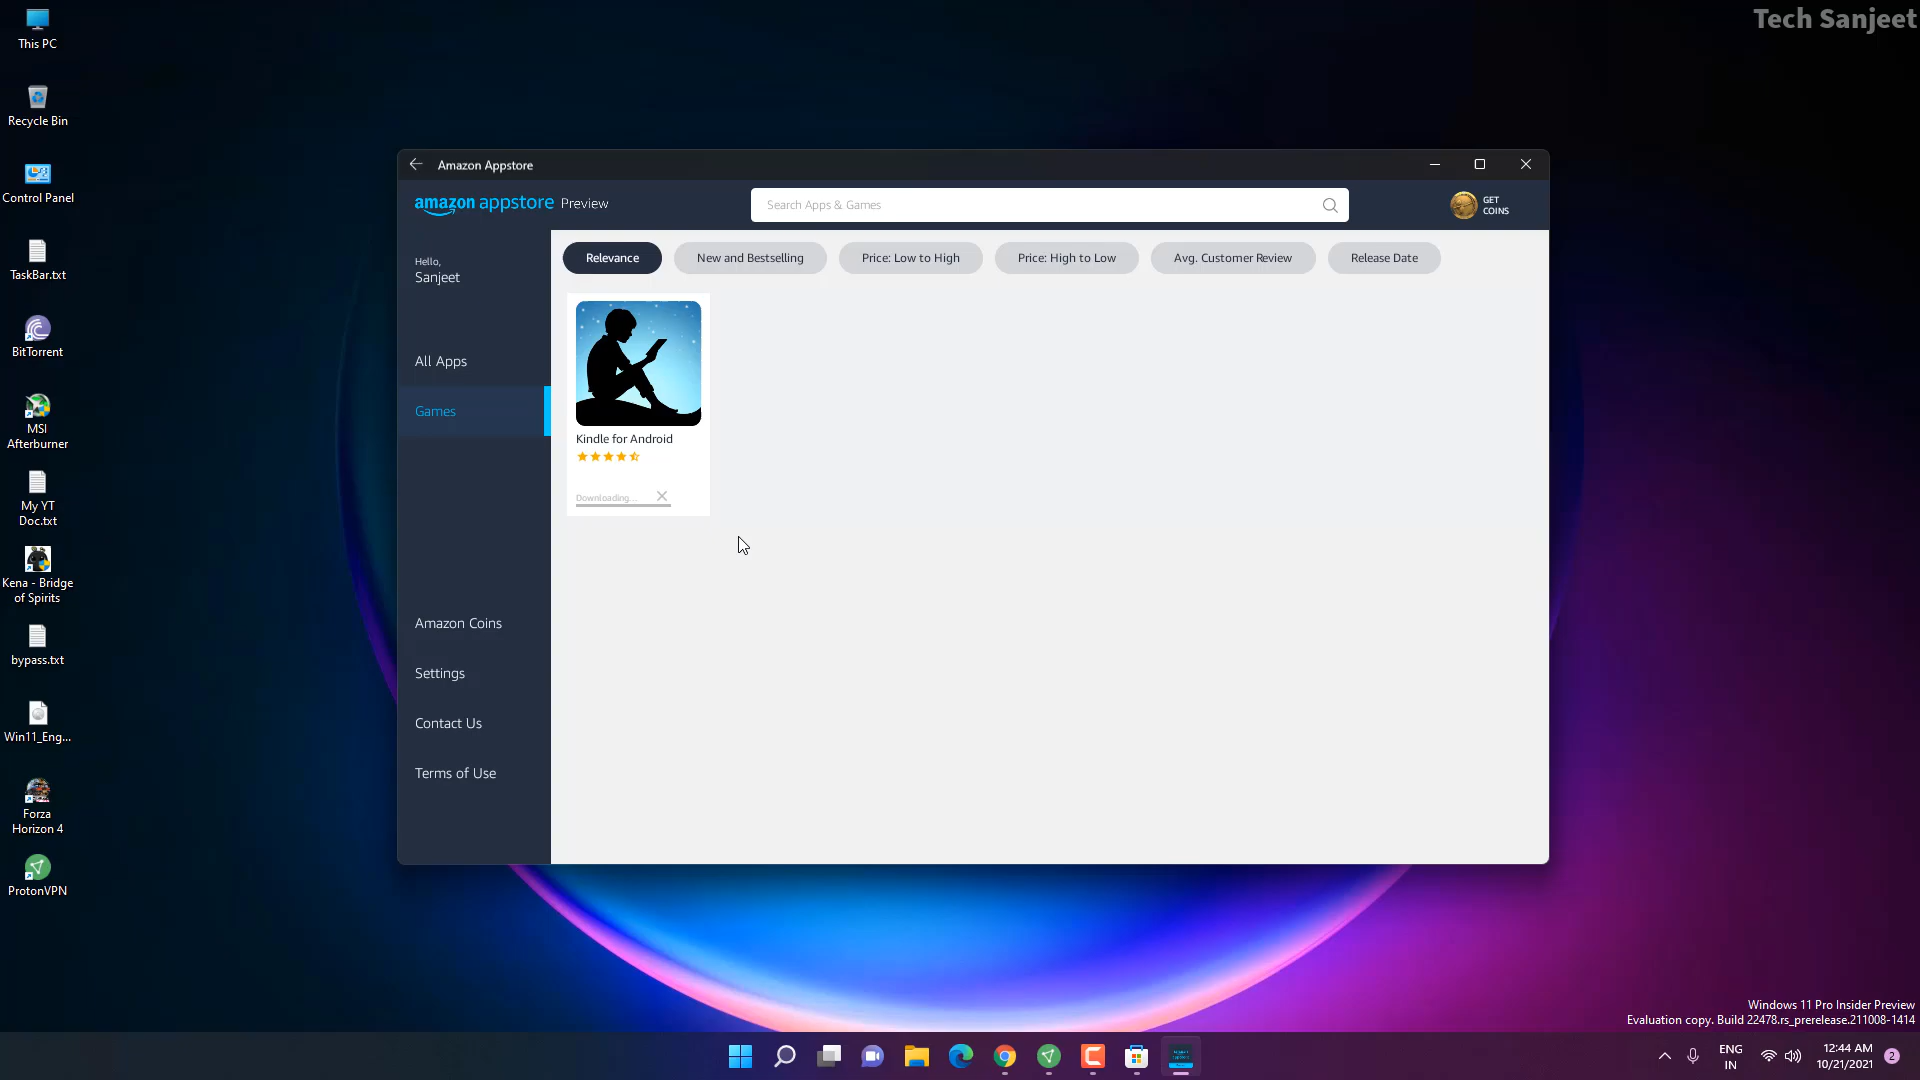 Tech Sanjeet
This PC
Recycle Bin
Control Panel
TaskBar.txt
BitTorrent
MSI
Afterburner
My YT
Doc.txt
Kena - Bridge
of Spirits
bypass.txt
Win11_Eng...
Forza
Horizon 4
ProtonVPN
Amazon Appstore
amazon appstore Preview
Search Apps & Games
GET
COINS
Hello,
Sanjeet
All Apps
Games
Amazon Coins
Settings
Contact Us
Terms of Use
Relevance
New and Bestselling
Price: Low to High
Price: High to Low
Avg. Customer Review
Release Date
Kindle for Android
Downloading...
Windows 11 Pro Insider Preview
Evaluation copy. Build 22478.rs_prerelease.211008-1414
ENG
IN
12:44 AM
10/21/2021
2